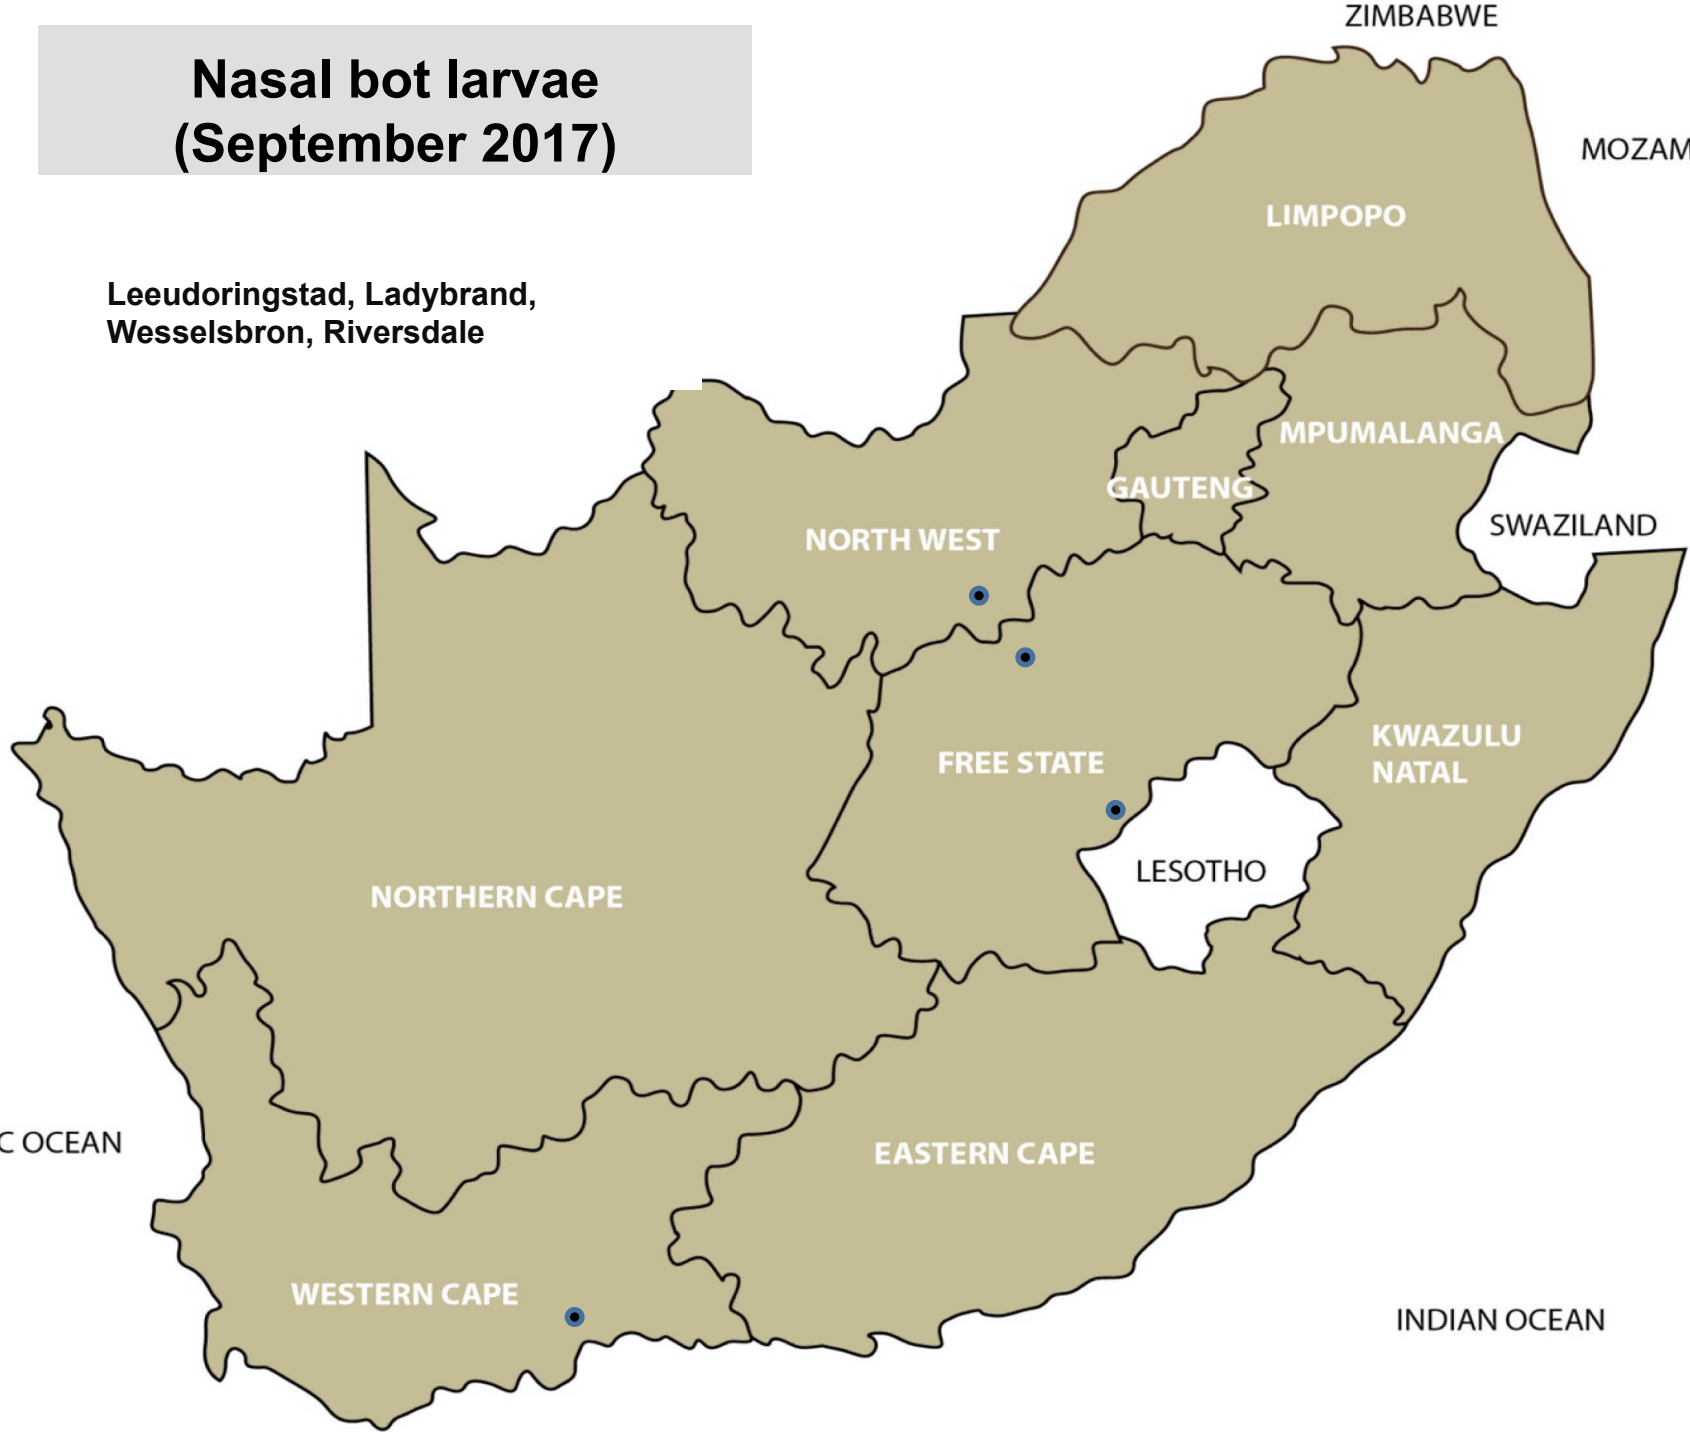 Nasal bot larvae
(September 2017)
Leeudoringstad, Ladybrand,
Wesselsbron, Riversdale
ZIMBABWE
MOZAM
LIMPOPO
MPUMALANGA
GAUTENG
SWAZILAND
NORTH WEST
KWAZULU
NATAL
FREE STATE
LESOTHO
NORTHERN CAPE
C OCEAN
EASTERN CAPE
WESTERN CAPE
INDIAN OCEAN